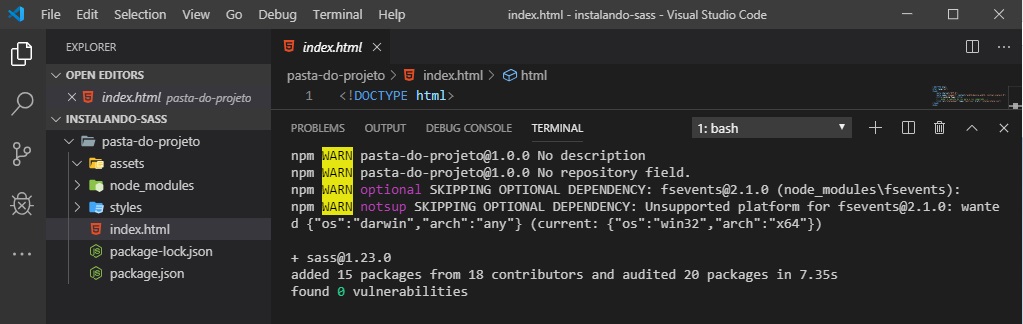 File Edit Selection View Go Debug Terminal Help index.html - instalando-sass - Visual Studio Code
EXPLORER
OPEN EDITORS
index.html pasta-do-projeto
INSTALANDO-SASS
pasta-do-projeto
assets
node_modules
styles
index.html
package-lock.json
package.json
index.html
pasta-do-projeto > index.html > html
1 <!DOCTYPE html>
PROBLEMS OUTPUT DEBUG CONSOLE TERMINAL 1: bash
npm WARN pasta-do-projeto@1.0.0 No description
npm WARN pasta-do-projeto@1.0.0 No repository field.
npm WARN optional SKIPPING OPTIONAL DEPENDENCY: fsevents@2.1.0 (node_modules\fsevents):
npm WARN notsup SKIPPING OPTIONAL DEPENDENCY: Unsupported platform for fsevents@2.1.0: wante
d {"os":"darwin","arch":"any"} (current: {"os":"win32","arch":"x64"})
+ sass@1.23.0
added 15 packages from 18 contributors and audited 20 packages in 7.35s
found 0 vulnerabilities